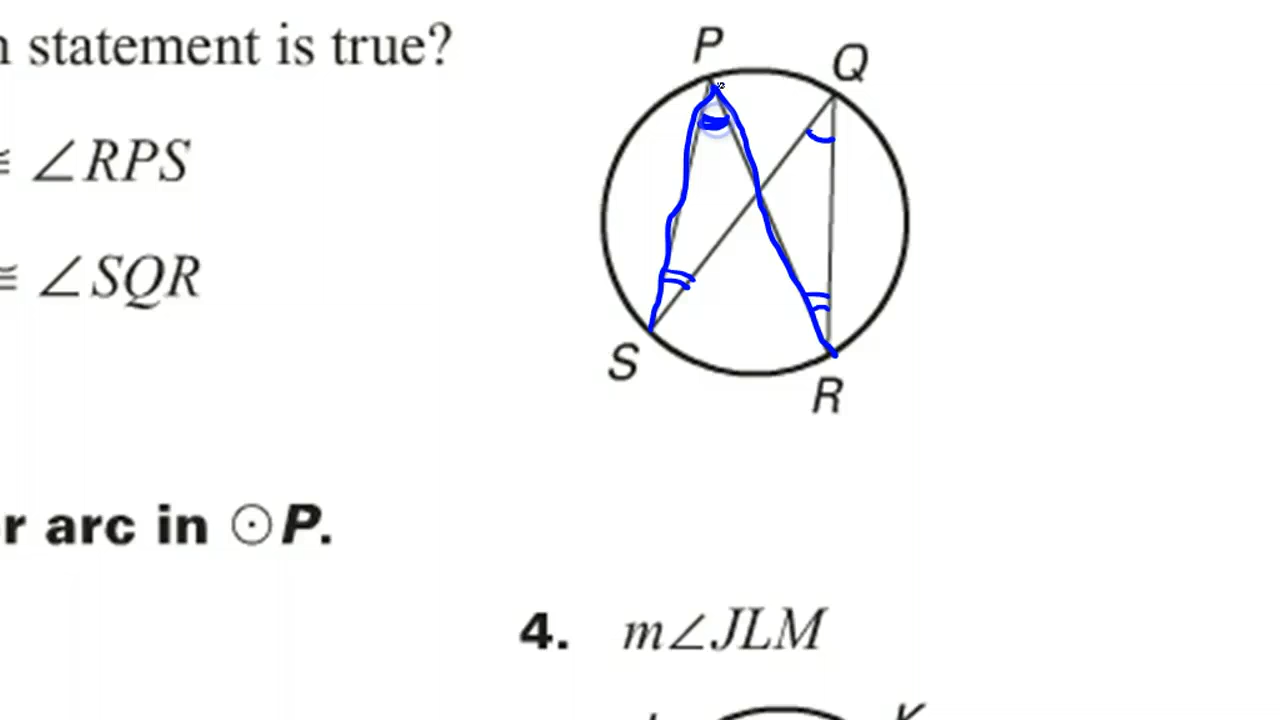 n statement is true?
P
Q
≅ ∠RPS
≅ ∠SQR
S
R
r arc in ⊙P.
4. m∠JLM
K